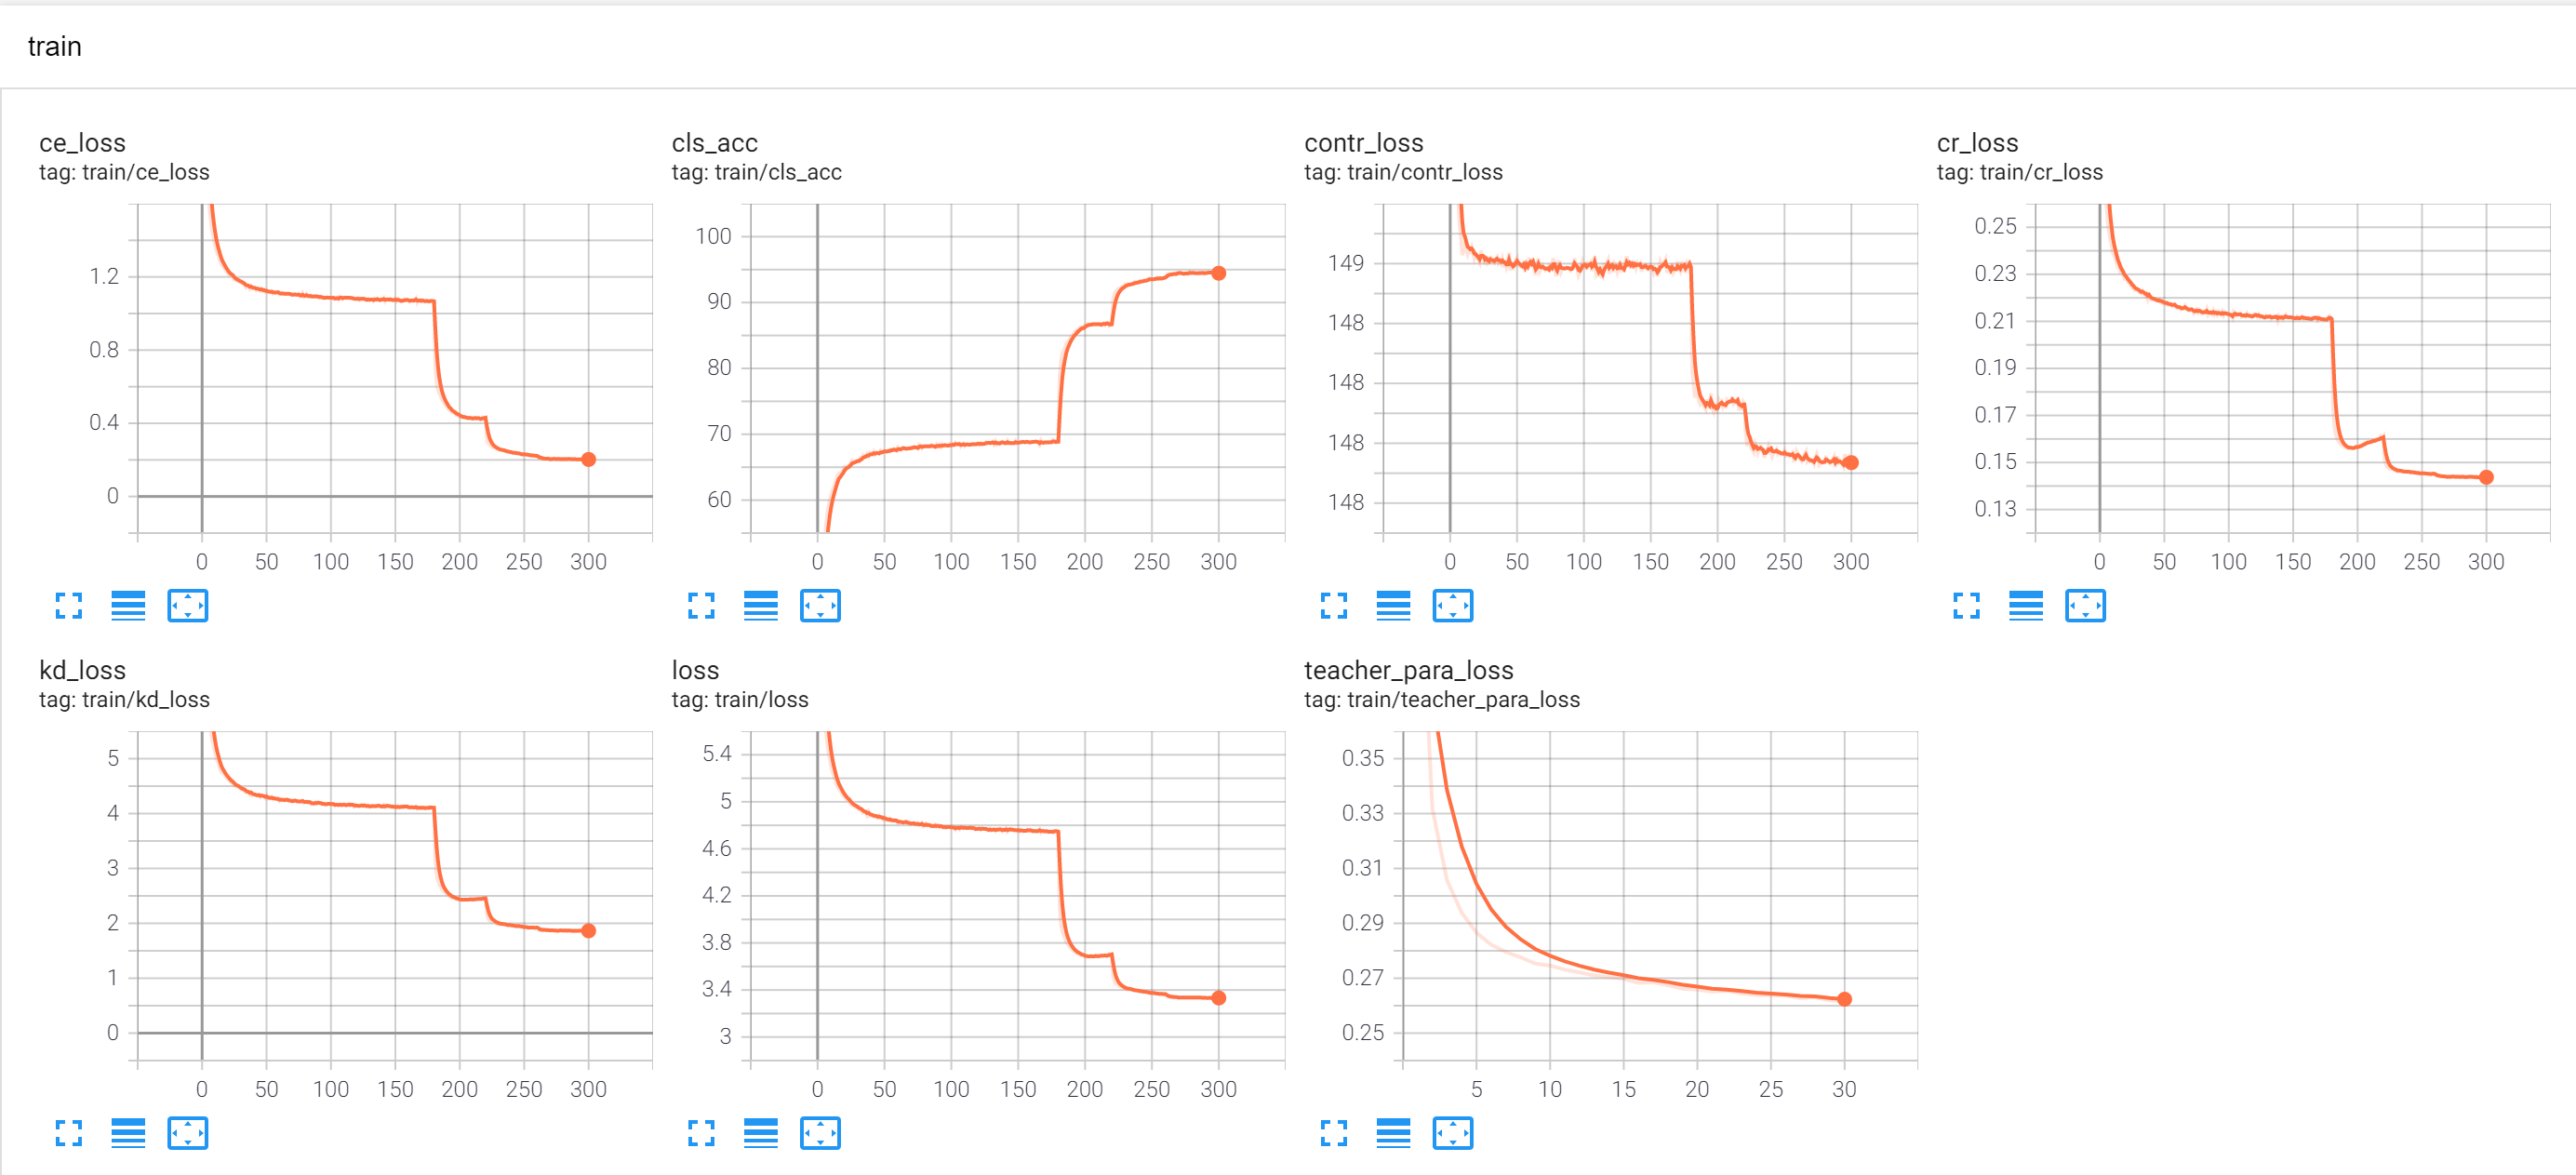 train
ce_loss
tag: train/ce_loss
1.2
0.8
0.4
0
0 50 100 150 200 250 300
cls_acc
tag: train/cls_acc
100
90
80
70
60
0 50 100 150 200 250 300
contr_loss
tag: train/contr_loss
149
148
148
148
148
0 50 100 150 200 250 300
cr_loss
tag: train/cr_loss
0.25
0.23
0.21
0.19
0.17
0.15
0.13
0 50 100 150 200 250 300
kd_loss
tag: train/kd_loss
5
4
3
2
1
0
0 50 100 150 200 250 300
loss
tag: train/loss
5.4
5
4.6
4.2
3.8
3.4
3
0 50 100 150 200 250 300
teacher_para_loss
tag: train/teacher_para_loss
0.35
0.33
0.31
0.29
0.27
0.25
5 10 15 20 25 30